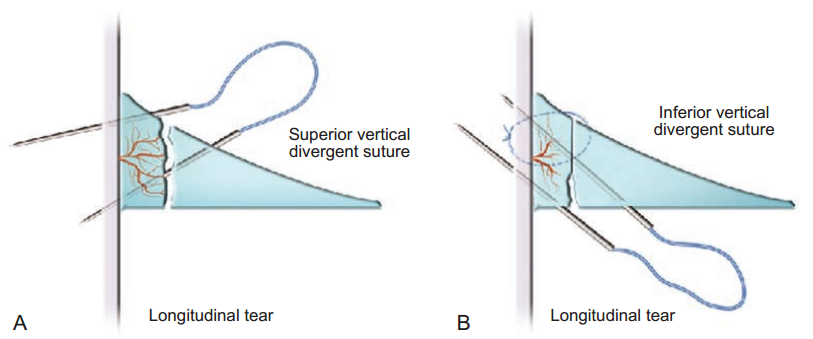 Superior vertical
divergent suture
Longitudinal tear
A
Inferior vertical
divergent suture
Longitudinal tear
B